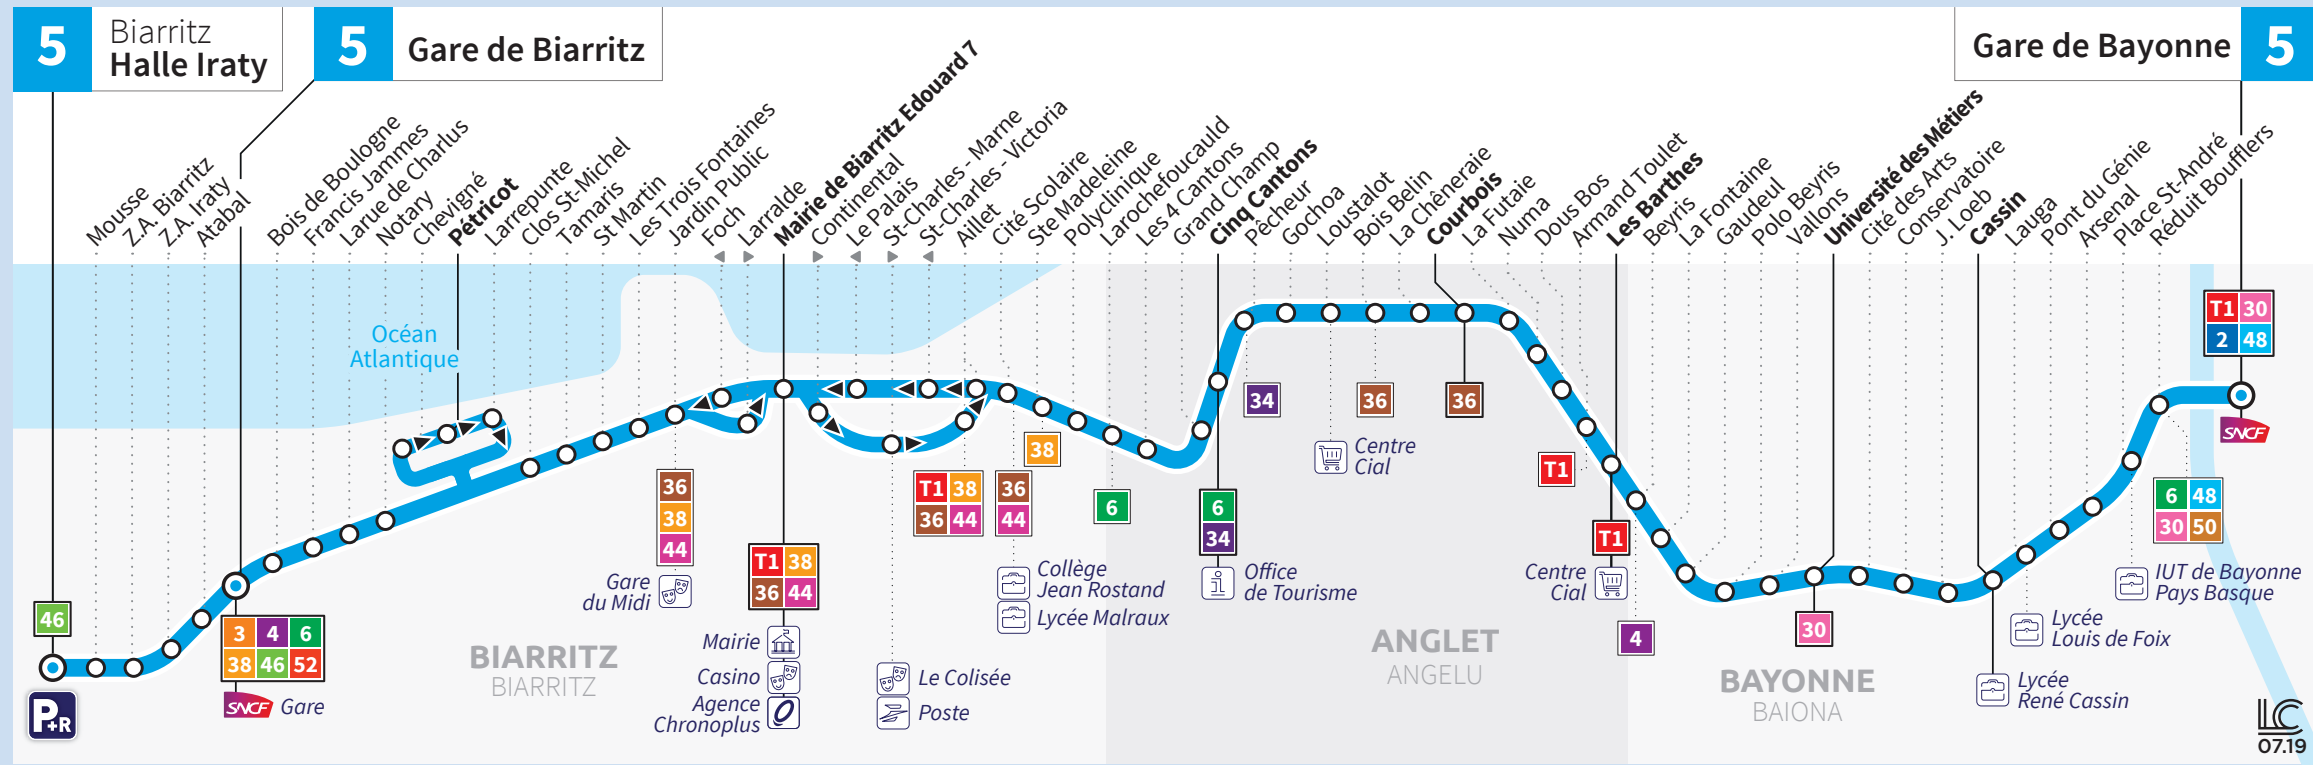 5
Biarritz
Halle Iraty
5
Gare de Biarritz
Gare de Bayonne
5
Mousse
Z.A. Biarritz
Z.A. Iraty
Atabal
Bois de Boulogne
Francis Jammes
Larue de Charlus
Notary
Chevigné
Pétricot
Larrepunte
Clos St-Michel
Tamaris
St Martin
Les Trois Fontaines
Jardin Public
Foch
Larralde
Mairie de Biarritz Edouard 7
Continental
Le Palais
St-Charles - Marne
St-Charles - Victoria
Aillet
Cité Scolaire
Ste Madeleine
Polyclinique
Larochefoucauld
Les 4 Cantons
Grand Champ
Cinq Cantons
Pêcheur
Gochoa
Loustalot
Bois Belin
La Chêneraie
Courbois
La Futaie
Numa
Dous Bos
Armand Toulet
Les Barthes
Beyris
La Fontaine
Gaudeul
Polo Beyris
Vallons
Université des Métiers
Cité des Arts
Conservatoire
J. Loeb
Cassin
Lauga
Pont du Génie
Arsenal
Place St-André
Réduit Boufflers
Océan
Atlantique
46
P+R
3 4 6
38 46 52
SNCF Gare
BIARRITZ
BIARRITZ
36
38
44
Gare
du Midi
T1 38
36 44
Mairie
Casino
Agence
Chronoplus
Le Colisée
Poste
T1 38
36 44
36
44
38
Collège
Jean Rostand
Lycée Malraux
6
6
34
Office
de Tourisme
34
Centre
Cial
36
36
ANGLET
ANGELU
T1
T1
Centre
Cial
4
30
BAYONNE
BAIONA
Lycée
René Cassin
Lycée
Louis de Foix
IUT de Bayonne
Pays Basque
6 48
30 50
T1 30
2 48
SNCF
LC
07.19